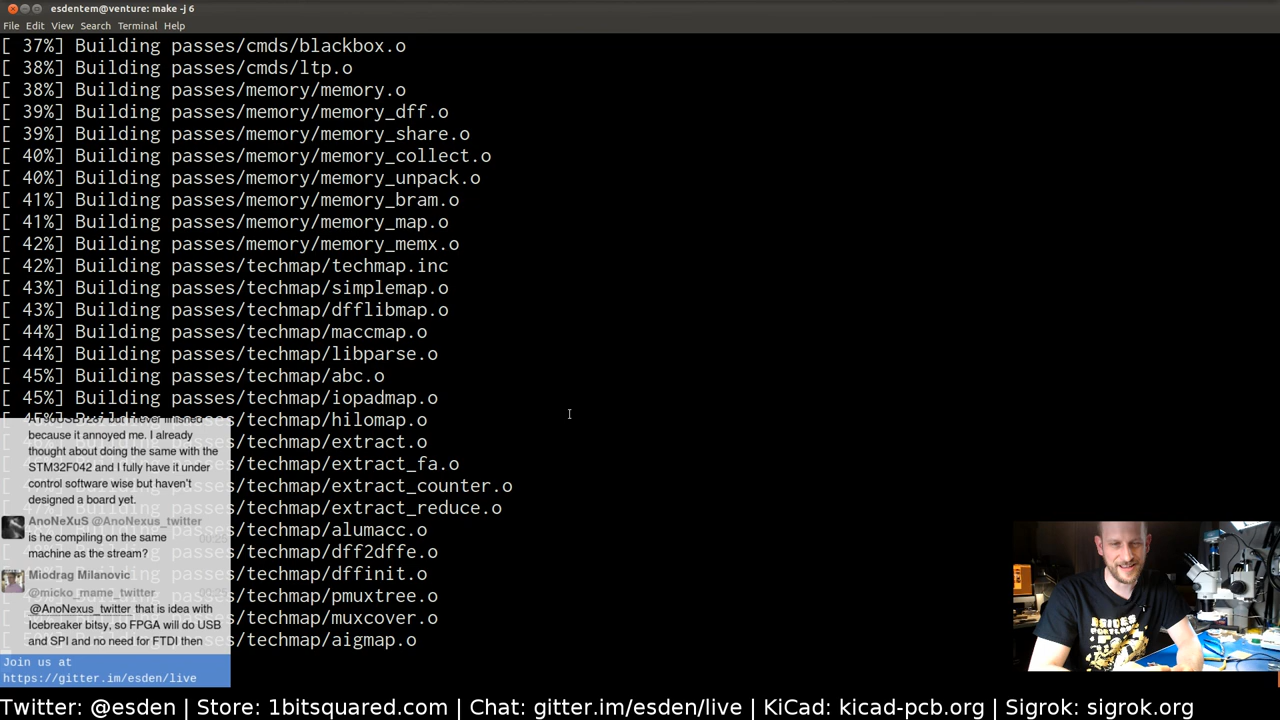 esdentem@venture: make -j 6
File Edit View Search Terminal Help
[ 37%] Building passes/cmds/blackbox.o
[ 38%] Building passes/cmds/ltp.o
[ 38%] Building passes/memory/memory.o
[ 39%] Building passes/memory/memory_dff.o
[ 39%] Building passes/memory/memory_share.o
[ 40%] Building passes/memory/memory_collect.o
[ 40%] Building passes/memory/memory_unpack.o
[ 41%] Building passes/memory/memory_bram.o
[ 41%] Building passes/memory/memory_map.o
[ 42%] Building passes/memory/memory_memx.o
[ 42%] Building passes/techmap/techmap.inc
[ 43%] Building passes/techmap/simplemap.o
[ 43%] Building passes/techmap/dfflibmap.o
[ 44%] Building passes/techmap/maccmap.o
[ 44%] Building passes/techmap/libparse.o
[ 45%] Building passes/techmap/abc.o
[ 45%] Building passes/techmap/iopadmap.o
/techmap/hilomap.o
/techmap/extract.o
/techmap/extract_fa.o
/techmap/extract_counter.o
/techmap/extract_reduce.o
/techmap/alumacc.o
/techmap/dff2dffe.o
/techmap/dffinit.o
/techmap/pmuxtree.o
/techmap/muxcover.o
/techmap/aigmap.o
but I never finished
because it annoyed me. I already
thought about doing the same with the
STM32F042 and I fully have it under
control software wise but haven't
designed a board yet.
AnoNeXuS @AnoNexus_twitter
is he compiling on the same
machine as the stream?
Miodrag Milanovic
@micko_mame_twitter
@AnoNexus_twitter that is idea with
Icebreaker bitsy, so FPGA will do USB
and SPI and no need for FTDI then
Join us at
https://gitter.im/esden/live
Twitter: @esden | Store: 1bitsquared.com | Chat: gitter.im/esden/live | KiCad: kicad-pcb.org | Sigrok: sigrok.org